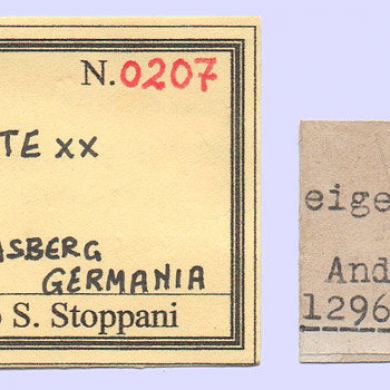 N.0207
TE xx
ASBERG
GERMANIA
S. Stoppani
eige
And
1296